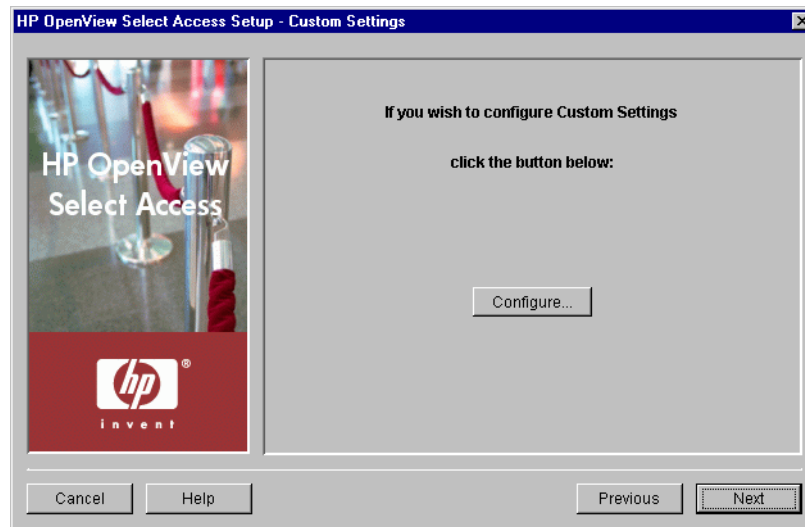 HP OpenView Select Access Setup - Custom Settings
HP OpenView
Select Access
hp
®
invent
If you wish to configure Custom Settings
click the button below:
Configure...
Cancel
Help
Previous
Next